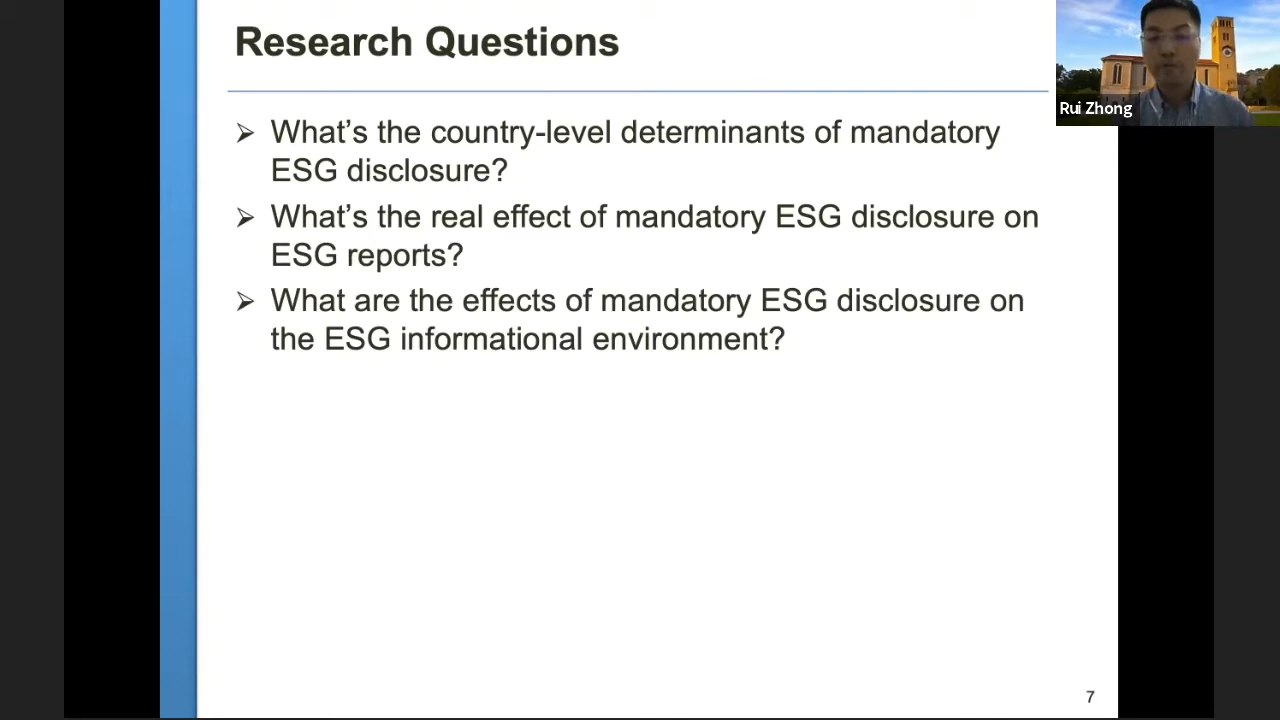 Research Questions
Rui Zhong
➢ What's the country-level determinants of mandatory
ESG disclosure?
➢ What's the real effect of mandatory ESG disclosure on
ESG reports?
➢ What are the effects of mandatory ESG disclosure on
the ESG informational environment?
7